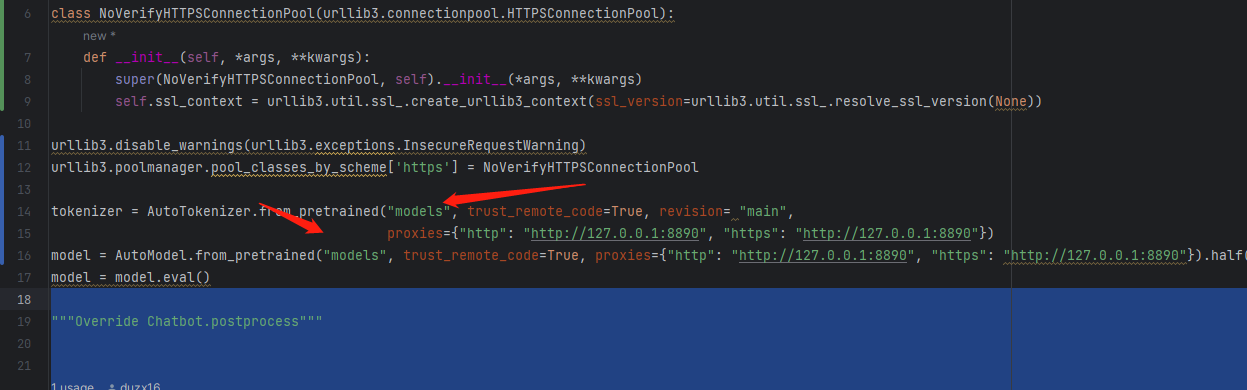 6 class NoVerifyHTTPSConnectionPool(urllib3.connectionpool.HTTPSConnectionPool):
new *
7 def __init__(self, *args, **kwargs):
8 super(NoVerifyHTTPSConnectionPool, self).__init__(*args, **kwargs)
9 self.ssl_context = urllib3.util.ssl_.create_urllib3_context(ssl_version=urllib3.util.ssl_.resolve_ssl_version(None))
10
11 urllib3.disable_warnings(urllib3.exceptions.InsecureRequestWarning)
12 urllib3.poolmanager.pool_classes_by_scheme['https'] = NoVerifyHTTPSConnectionPool
13
14 tokenizer = AutoTokenizer.from_pretrained("models", trust_remote_code=True, revision= "main",
15 proxies={"http": "http://127.0.0.1:8890", "https": "http://127.0.0.1:8890"})
16 model = AutoModel.from_pretrained("models", trust_remote_code=True, proxies={"http": "http://127.0.0.1:8890", "https": "http://127.0.0.1:8890"}).half(
17 model = model.eval()
18
19 """Override Chatbot.postprocess"""
20
21
1 usage duzx16